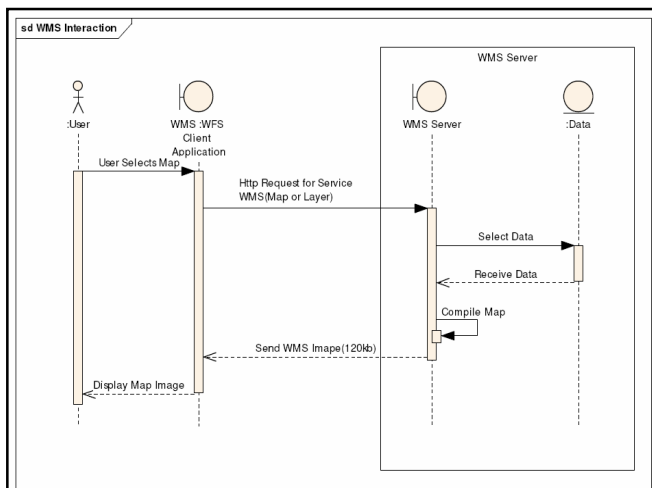 sd WMS Interaction
WMS Server
:User
WMS :WFS
Client
Application
WMS Server
:Data
User Selects Map
Http Request for Service
WMS(Map or Layer)
Select Data
Receive Data
Compile Map
Send WMS Imape(120kb)
Display Map Image